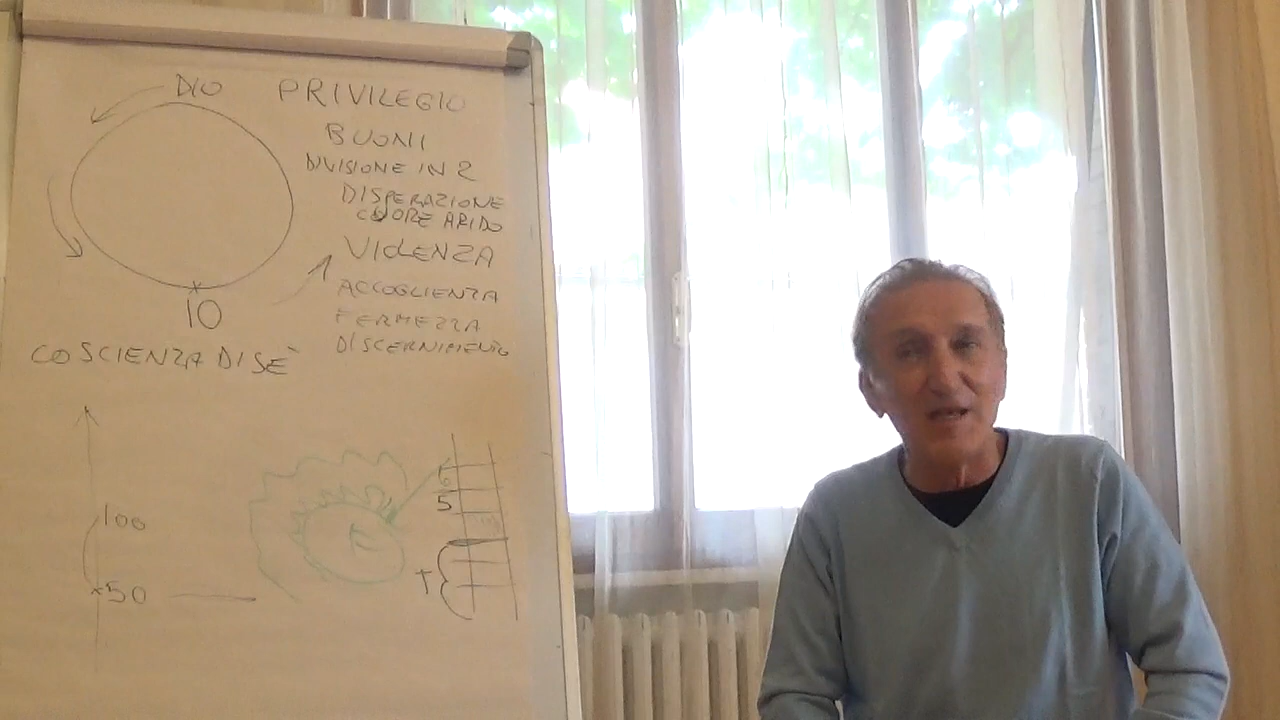 DIO PRIVILEGIO
BUONI
DIVISIONE IN 2
DISPERAZIONE
CUORE ARIDO
VIOLENZA
ACCOGLIENZA
FERMEZZA
DISCERNIMENTO
IO
COSCIENZA DI SÈ
100
50
5